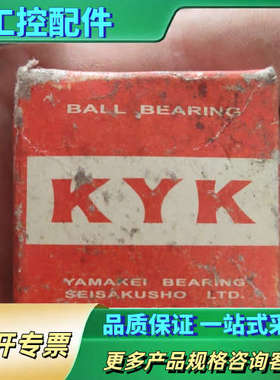 工控配件
BALL BEARING
KYK
YAMAKEI BEARING
SEISAKUSHO LTD.
开专票
品质保证 一站式采
更多产品规格咨询客